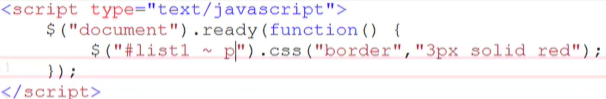 <script type="text/javascript">
$("document").ready(function() {
$("#list1 ~ p").css("border","3px solid red");
});
</script>